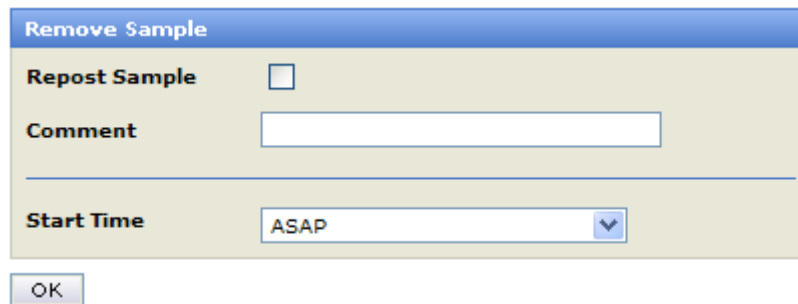 Remove Sample
Repost Sample
Comment
Start Time ASAP
OK